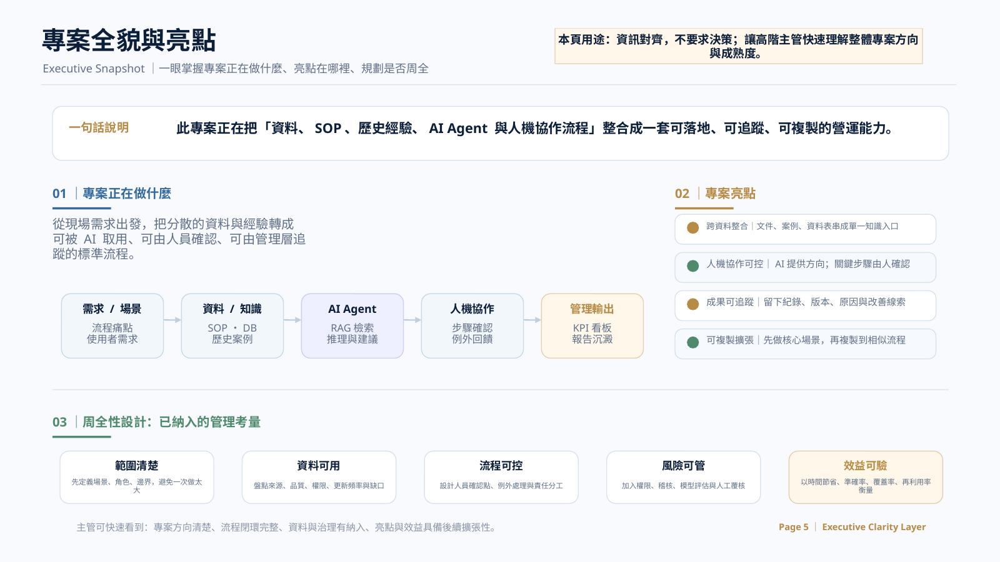 專案全貌與亮點
本頁用途：資訊對齊，不要求決策；讓高階主管快速理解整體專案方向
與成熟度。
Executive Snapshot｜一眼掌握專案正在做什麼、亮點在哪裡、規劃是否周全
一句話說明
此專案正在把「資料、 SOP 、歷史經驗、 AI Agent 與人機協作流程」整合成一套可落地、可追蹤、可複製的營運能力。
01｜專案正在做什麼
從現場需求出發，把分散的資料與經驗轉成
可被 AI 取用、可由人員確認、可由管理層追
蹤的標準流程。
需求 / 場景
流程痛點
使用者需求
資料 / 知識
SOP・DB
歷史案例
AI Agent
RAG 檢索
推理與建議
人機協作
步驟確認
例外回饋
管理輸出
KPI 看板
報告沉澱
02｜專案亮點
跨資料整合｜文件、案例、資料表串成單一知識入口
人機協作可控｜ AI 提供方向；關鍵步驟由人確認
成果可追蹤｜留下紀錄、版本、原因與改善線索
可複製擴張｜先做核心場景，再複製到相似流程
03｜周全性設計：已納入的管理考量
範圍清楚
先定義場景、角色、邊界，避免一次做太
大
資料可用
盤點來源、品質、權限、更新頻率與缺口
流程可控
設計人員確認點、例外處理與責任分工
風險可管
加入權限、稽核、模型評估與人工覆核
效益可驗
以時間節省、準確率、覆蓋率、再利用率
衡量
主管可快速看到：專案方向清楚、流程閉環完整、資料與治理有納入、亮點與效益具備後續擴張性。
Page 5｜Executive Clarity Layer